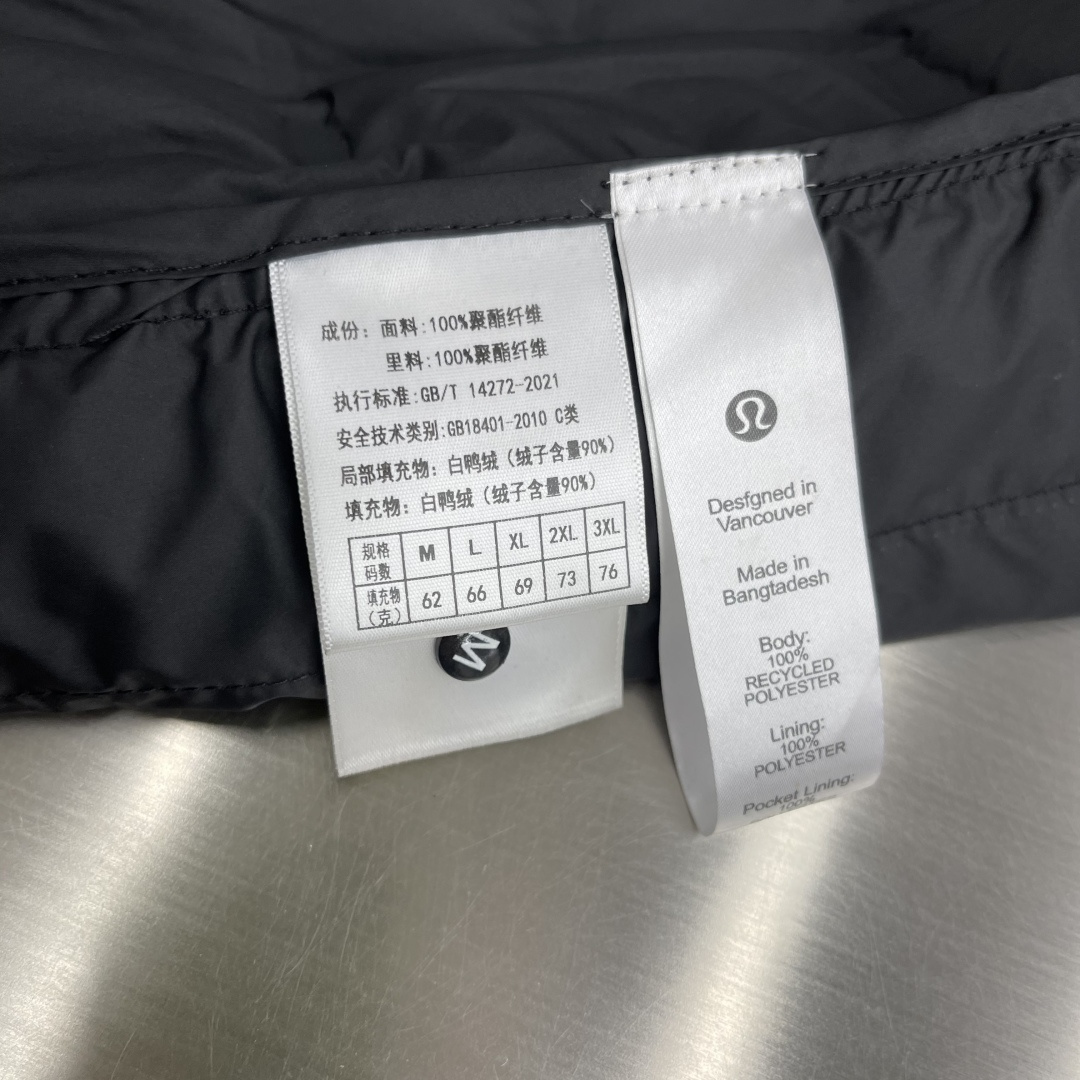 成份：面料:100%聚酯纤维
里料:100%聚酯纤维
执行标准:GB/T 14272-2021
安全技术类别:GB18401-2010 C类
局部填充物：白鸭绒（绒子含量90%）
填充物：白鸭绒（绒子含量90%）
规格码数 M L XL 2XL 3XL
填充物（克） 62 66 69 73 76
M
Desfgned in
Vancouver
Made in
Bangtadesh
Body:
100%
RECYCLED
POLYESTER
Lining:
100%
POLYESTER
Pocket Lining:
100%